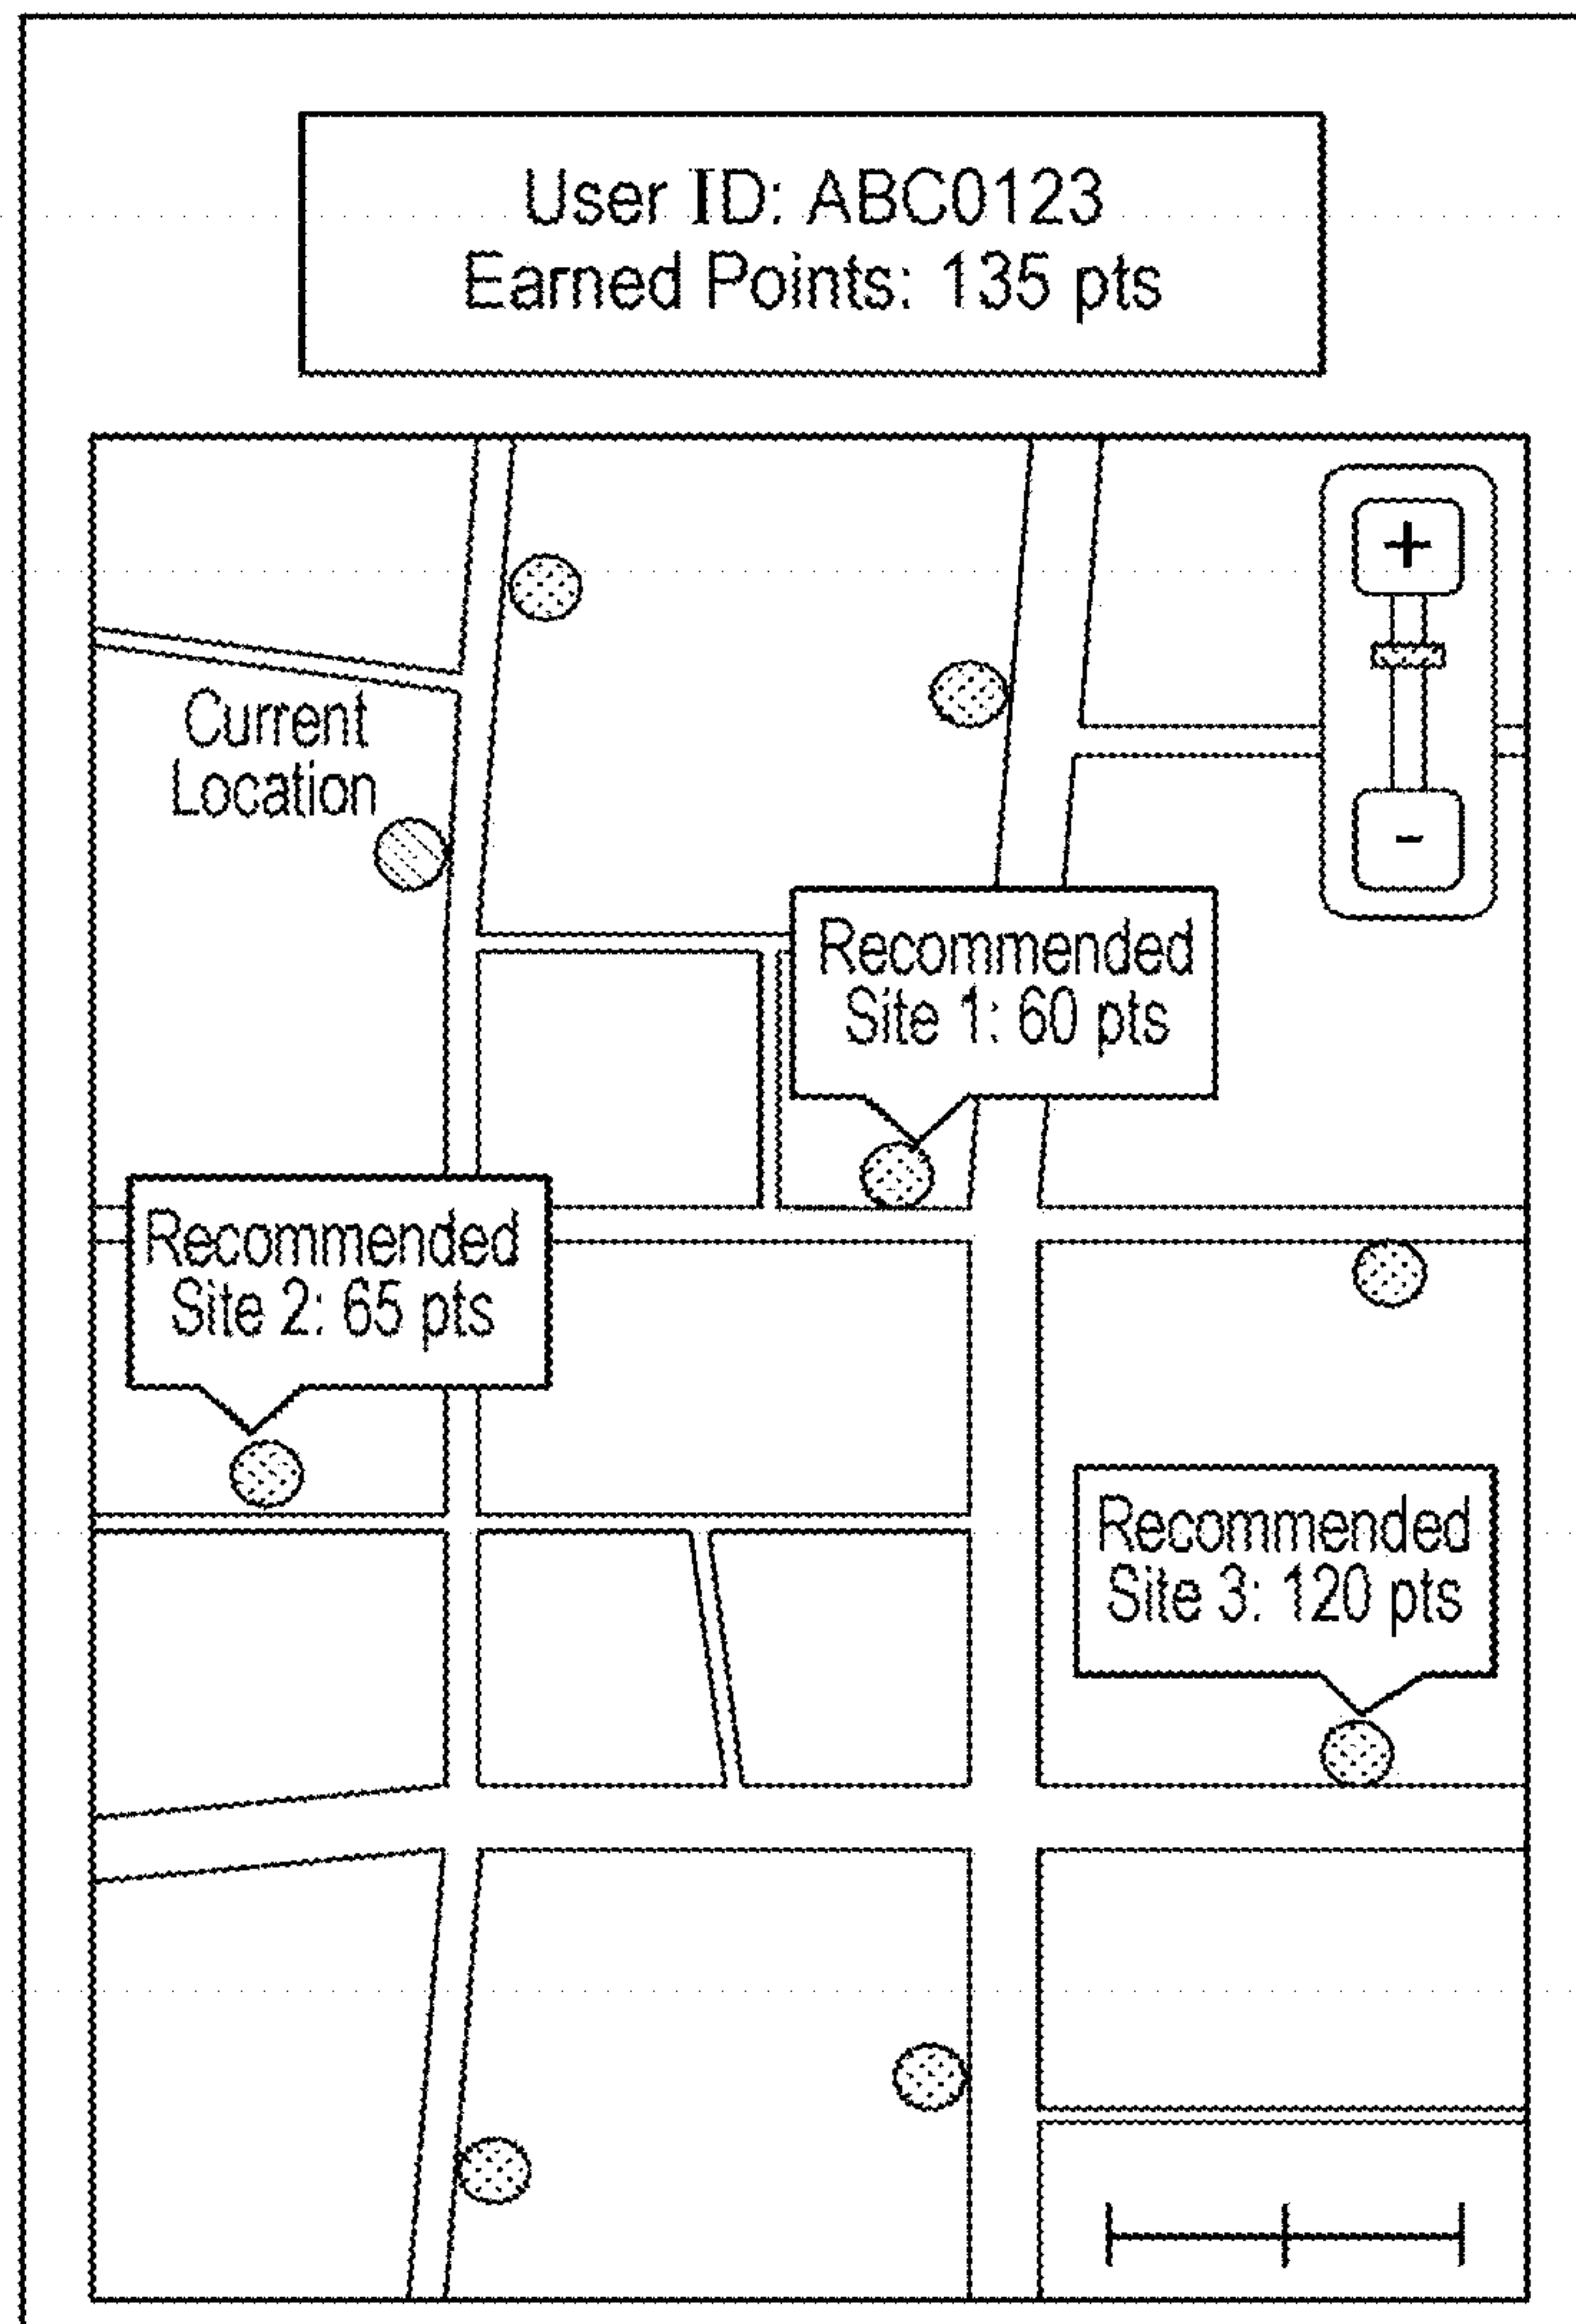 User ID: ABC0123
Earned Points: 135 pts
+
Current
Location
-
Recommended
Site 1: 60 pts
Recommended
Site 2: 65 pts
Recommended
Site 3: 120 pts